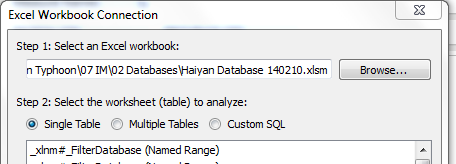 Excel Workbook Connection
Step 1: Select an Excel workbook:
n Typhoon\07 IM\02 Databases\Haiyan Database 140210.xlsm Browse...
Step 2: Select the worksheet (table) to analyze:
Single Table Multiple Tables Custom SQL
_xlnm#_FilterDatabase (Named Range)